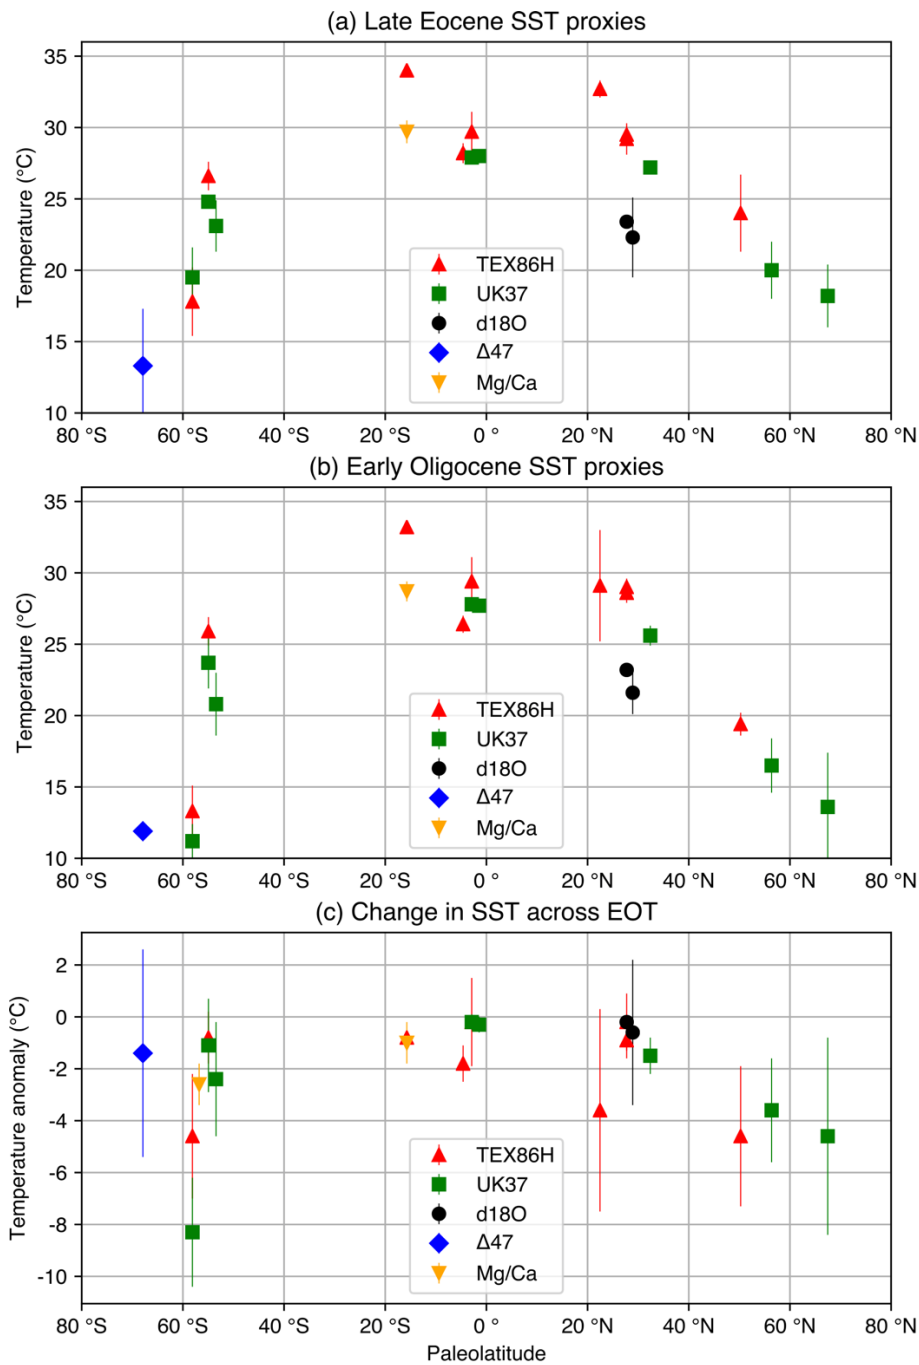 (a) Late Eocene SST proxies
35
30
25
20
15
10
Temperature (°C)
TEX86H
UK37
d18O
Δ47
Mg/Ca
80 °S 60 °S 40 °S 20 °S 0 ° 20 °N 40 °N 60 °N 80 °N
(b) Early Oligocene SST proxies
35
30
25
20
15
10
Temperature (°C)
TEX86H
UK37
d18O
Δ47
Mg/Ca
80 °S 60 °S 40 °S 20 °S 0 ° 20 °N 40 °N 60 °N 80 °N
(c) Change in SST across EOT
2
0
-2
-4
-6
-8
-10
Temperature anomaly (°C)
TEX86H
UK37
d18O
Δ47
Mg/Ca
80 °S 60 °S 40 °S 20 °S 0 ° 20 °N 40 °N 60 °N 80 °N
Paleolatitude